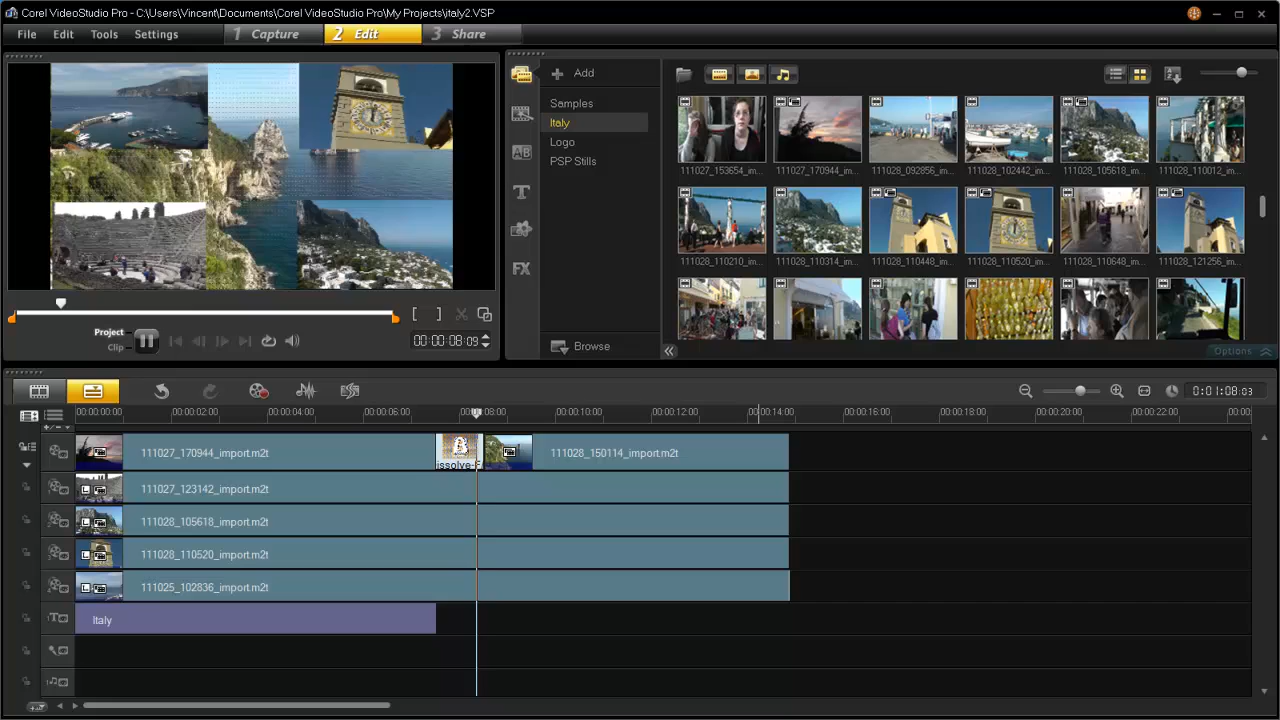 Corel VideoStudio Pro - C:\Users\Vincent\Documents\Corel VideoStudio Pro\My Projects\italy2.VSP
File Edit Tools Settings 1 Capture 2 Edit 3 Share
Add
Samples
Italy
Logo
PSP Stills
Browse
AB
T
FX
111027_153654_im... 111027_170944_im... 111028_092856_im... 111028_102442_im... 111028_105618_im... 111028_110012_im...
111028_110210_im... 111028_110314_im... 111028_110448_im... 111028_110520_im... 111028_110648_im... 111028_121256_im...
Options
Project
Clip
00:00:08:09
0:01:08:03
00:00:00:00 00:00:02:00 00:00:04:00 00:00:06:00 00:00:08:00 00:00:10:00 00:00:12:00 00:00:14:00 00:00:16:00 00:00:18:00 00:00:20:00 00:00:22:00 00:00:
111027_170944_import.m2t issolve-F 111028_150114_import.m2t
111027_123142_import.m2t
111028_105618_import.m2t
111028_110520_import.m2t
111025_102836_import.m2t
Italy